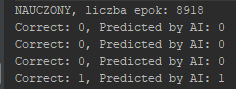 NAUCZONY, liczba epok: 8918
Correct: 0, Predicted by AI: 0
Correct: 0, Predicted by AI: 0
Correct: 0, Predicted by AI: 0
Correct: 1, Predicted by AI: 1